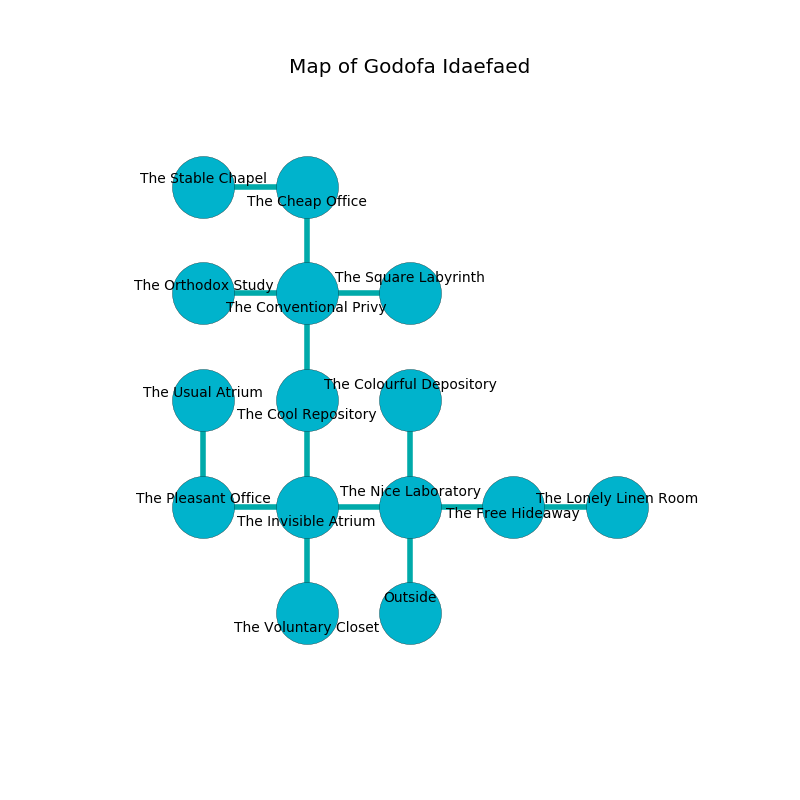 Map of Godofa Idaefaed
The Stable Chapel
The Cheap Office
The Square Labyrinth
The Orthodox Study
The Conventional Privy
The Colourful Depository
The Usual Atrium
The Cool Repository
The Nice Laboratory
The Pleasant Office
The Lonely Linen Room
The Free Hideaway
The Invisible Atrium
Outside
The Voluntary Closet